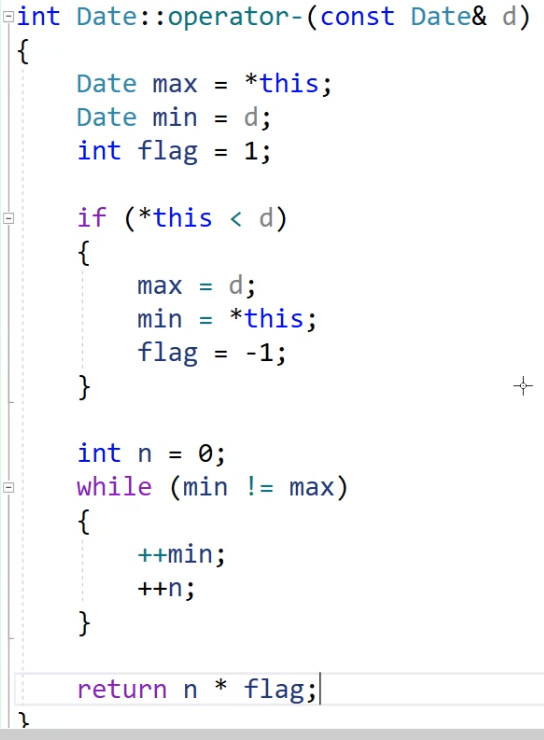 int Date::operator-(const Date& d)
{
    Date max = *this;
    Date min = d;
    int flag = 1;
    if (*this < d)
    {
        max = d;
        min = *this;
        flag = -1;
    }
    int n = 0;
    while (min != max)
    {
        ++min;
        ++n;
    }
    return n * flag;
}